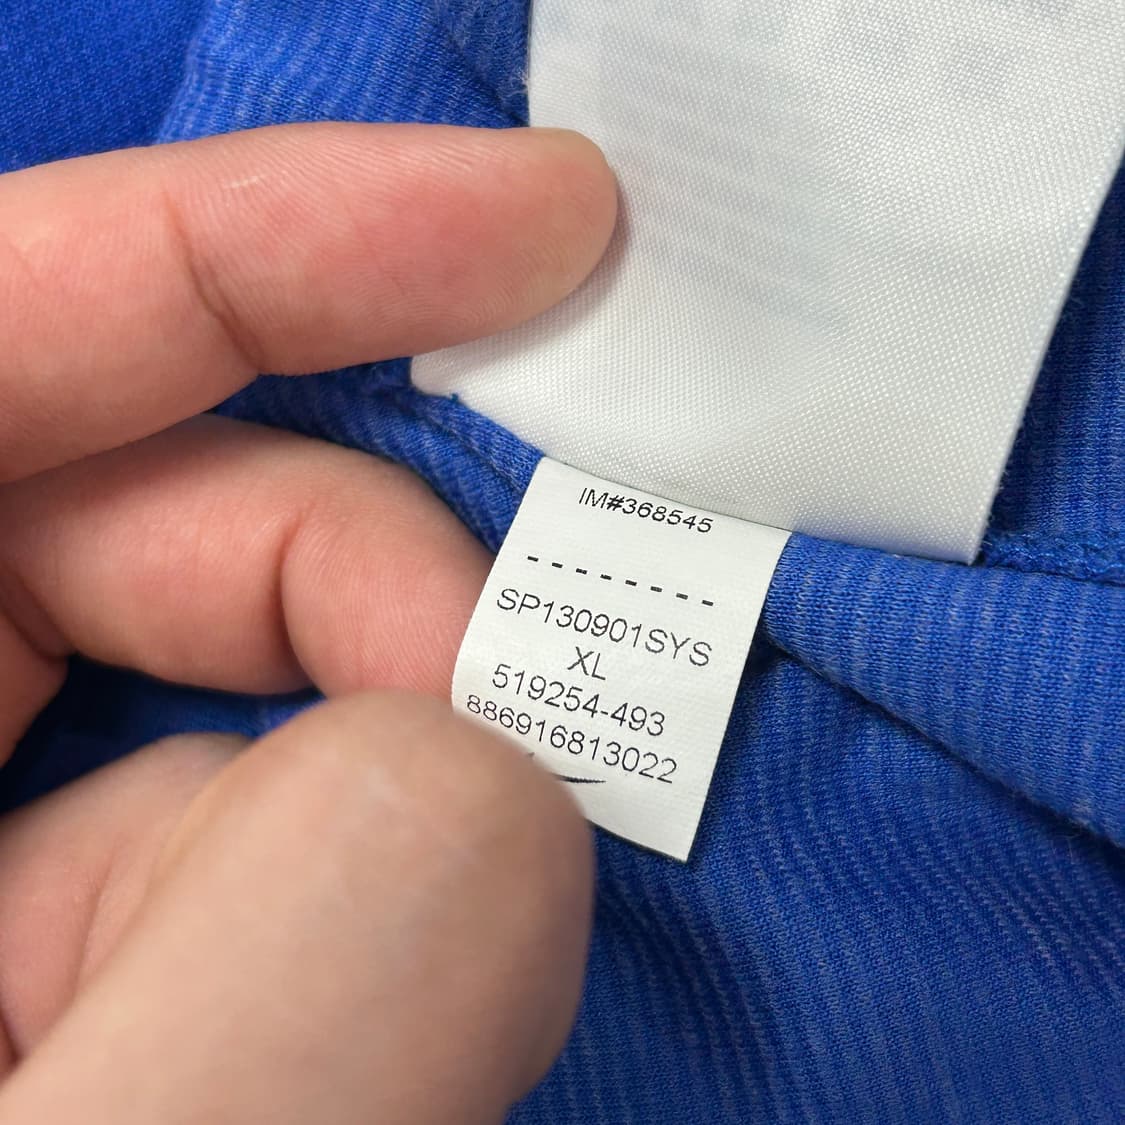 IM#368545
--------
SP130901SYS
XL
519254-493
886916813022